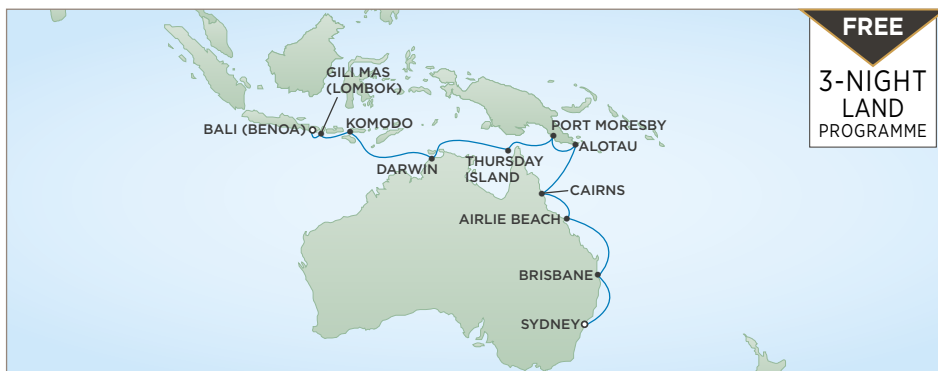 FREE
3-NIGHT
LAND
PROGRAMME
GILI MAS
(LOMBOK)
BALI (BENOA)
KOMODO
PORT MORESBY
ALOTAU
DARWIN
THURSDAY
ISLAND
CAIRNS
AIRLIE BEACH
BRISBANE
SYDNEY